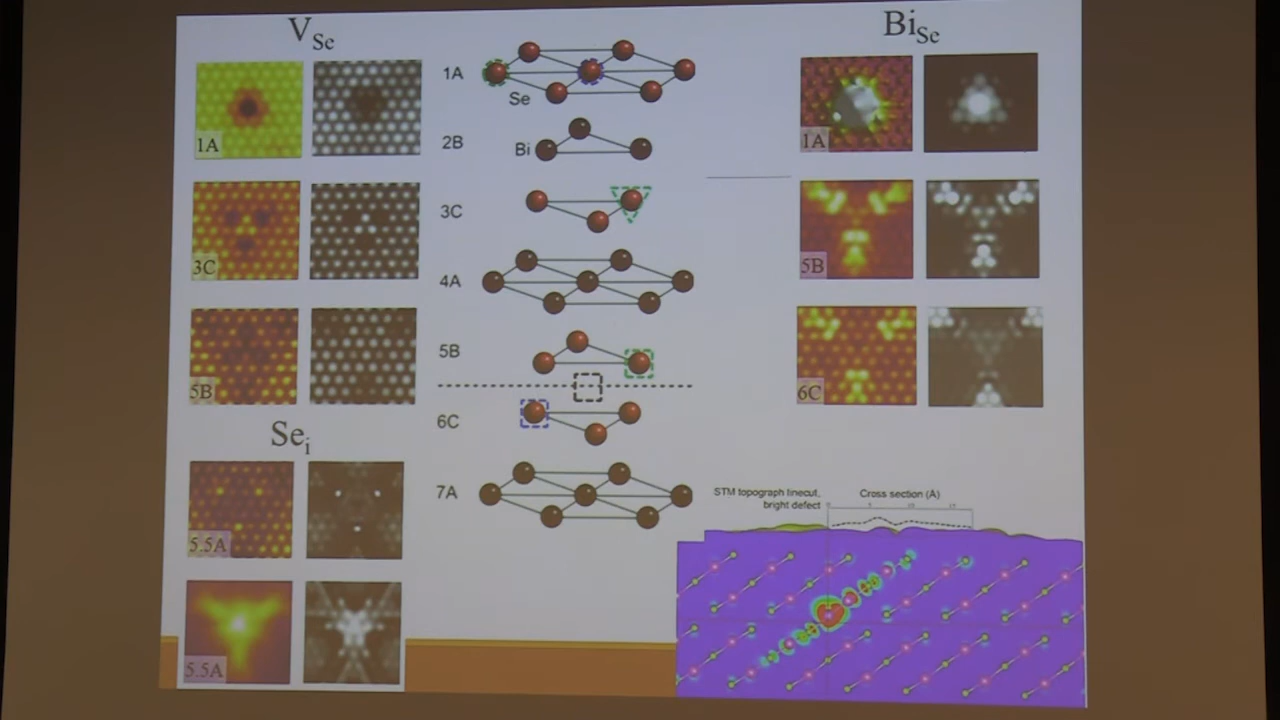 V_Se
1A
3C
5B
Se_i
5.5A
5.5A
1A
Se
2B
Bi
3C
4A
5B
6C
7A
Bi_Se
1A
5B
6C
STM topograph linecut,
bright defect
Cross section (Å)